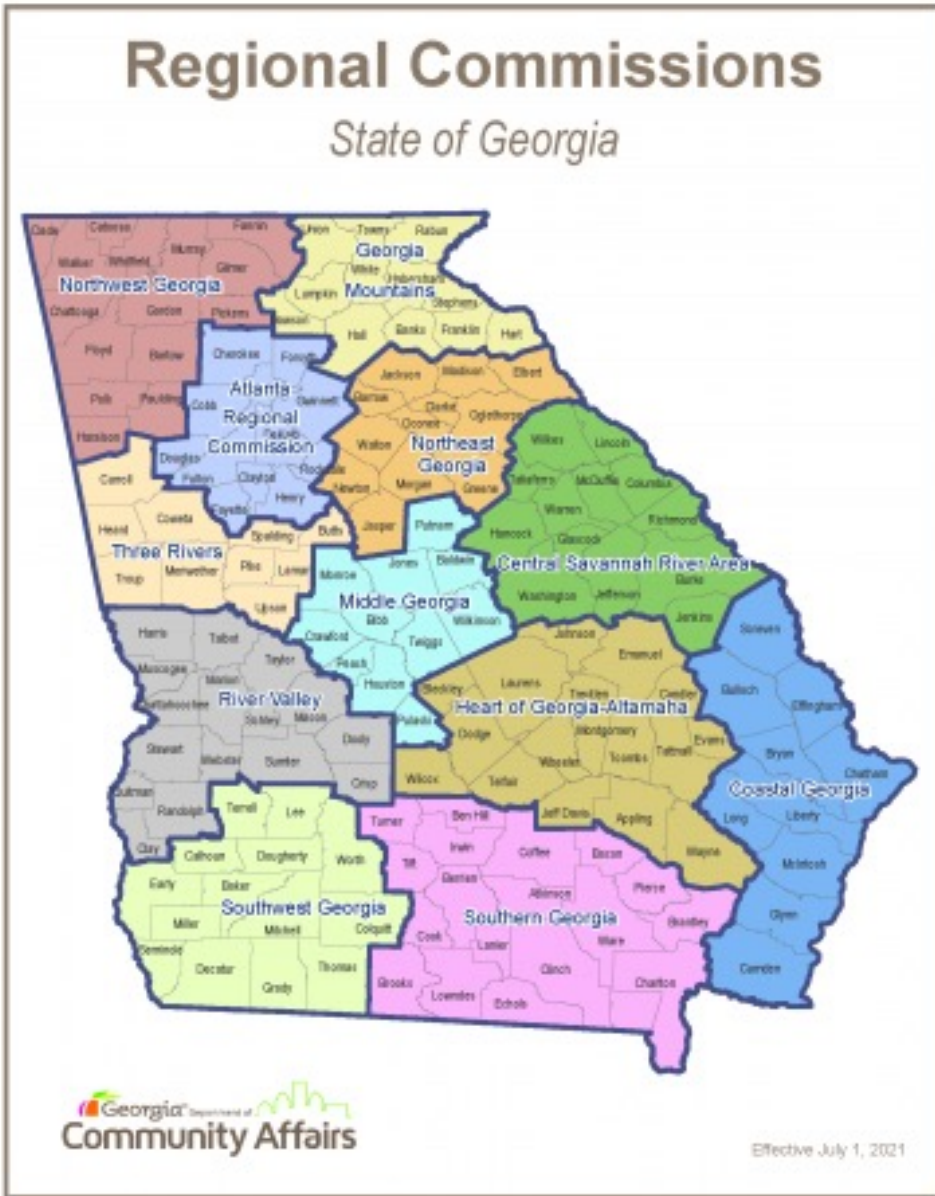 Regional Commissions
State of Georgia
Dade
Catoosa
Fannin
Union
Towns
Rabun
Walker
Whitfield
Murray
Gilmer
Georgia
White
Habersham
Northwest Georgia
Lumpkin
Mountains
Stephens
Chattooga
Gordon
Pickens
Dawson
Hall
Banks
Franklin
Hart
Floyd
Bartow
Cherokee
Forsyth
Jackson
Madison
Elbert
Polk
Paulding
Cobb
Atlanta
Regional
Commission
Gwinnett
Barrow
Clarke
Oconee
Oglethorpe
Walton
Northeast
Georgia
Wilkes
Lincoln
Haralson
Douglas
Fulton
Clayton
Rockdale
Newton
Morgan
Greene
Taliaferro
McDuffie
Columbia
Carroll
Fayette
Henry
Warren
Richmond
Heard
Coweta
Spalding
Butts
Jasper
Putnam
Hancock
Glascock
Three Rivers
Central Savannah River Area
Troup
Meriwether
Pike
Lamar
Monroe
Jones
Baldwin
Burke
Upson
Middle Georgia
Washington
Jefferson
Jenkins
Bibb
Wilkinson
Harris
Talbot
Crawford
Twiggs
Johnson
Emanuel
Screven
Muscogee
Taylor
Peach
Marion
Houston
Bleckley
Laurens
Treutlen
Candler
Bulloch
Effingham
Chattahoochee
River Valley
Heart of Georgia-Altamaha
Schley
Macon
Pulaski
Dodge
Montgomery
Stewart
Webster
Sumter
Dooly
Wheeler
Toombs
Tattnall
Evans
Bryan
Chatham
Quitman
Crisp
Wilcox
Telfair
Coastal Georgia
Randolph
Terrell
Lee
Turner
Ben Hill
Jeff Davis
Appling
Long
Liberty
Clay
Calhoun
Dougherty
Worth
Tift
Irwin
Coffee
Bacon
Wayne
McIntosh
Early
Baker
Berrien
Atkinson
Pierce
Southwest Georgia
Southern Georgia
Miller
Mitchell
Colquitt
Cook
Lanier
Ware
Brantley
Glynn
Seminole
Decatur
Grady
Thomas
Brooks
Lowndes
Echols
Clinch
Charlton
Camden
Georgia Department of
Community Affairs
Effective July 1, 2021